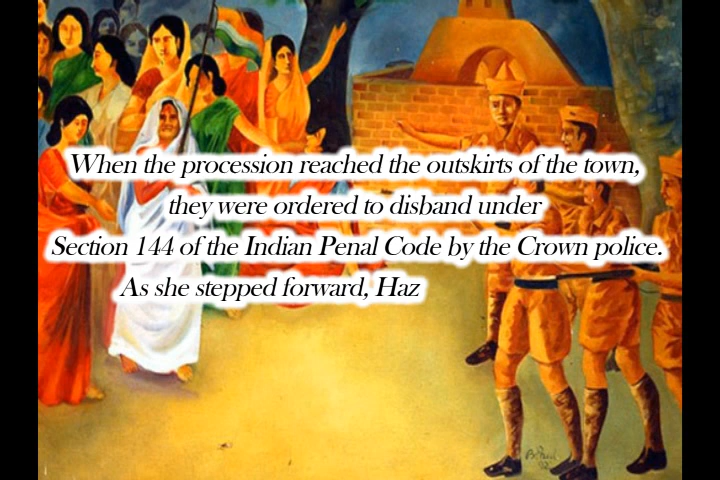 When the procession reached the outskirts of the town,
they were ordered to disband under
Section 144 of the Indian Penal Code by the Crown police.
As she stepped forward, Haz